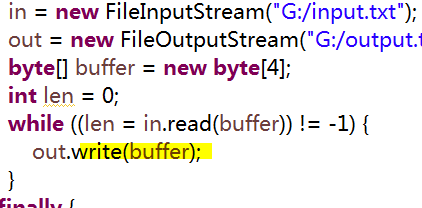 in = new FileInputStream("G:/input.txt");
out = new FileOutputStream("G:/output.t
byte[] buffer = new byte[4];
int len = 0;
while ((len = in.read(buffer)) != -1) {
out.write(buffer);
}
finally {